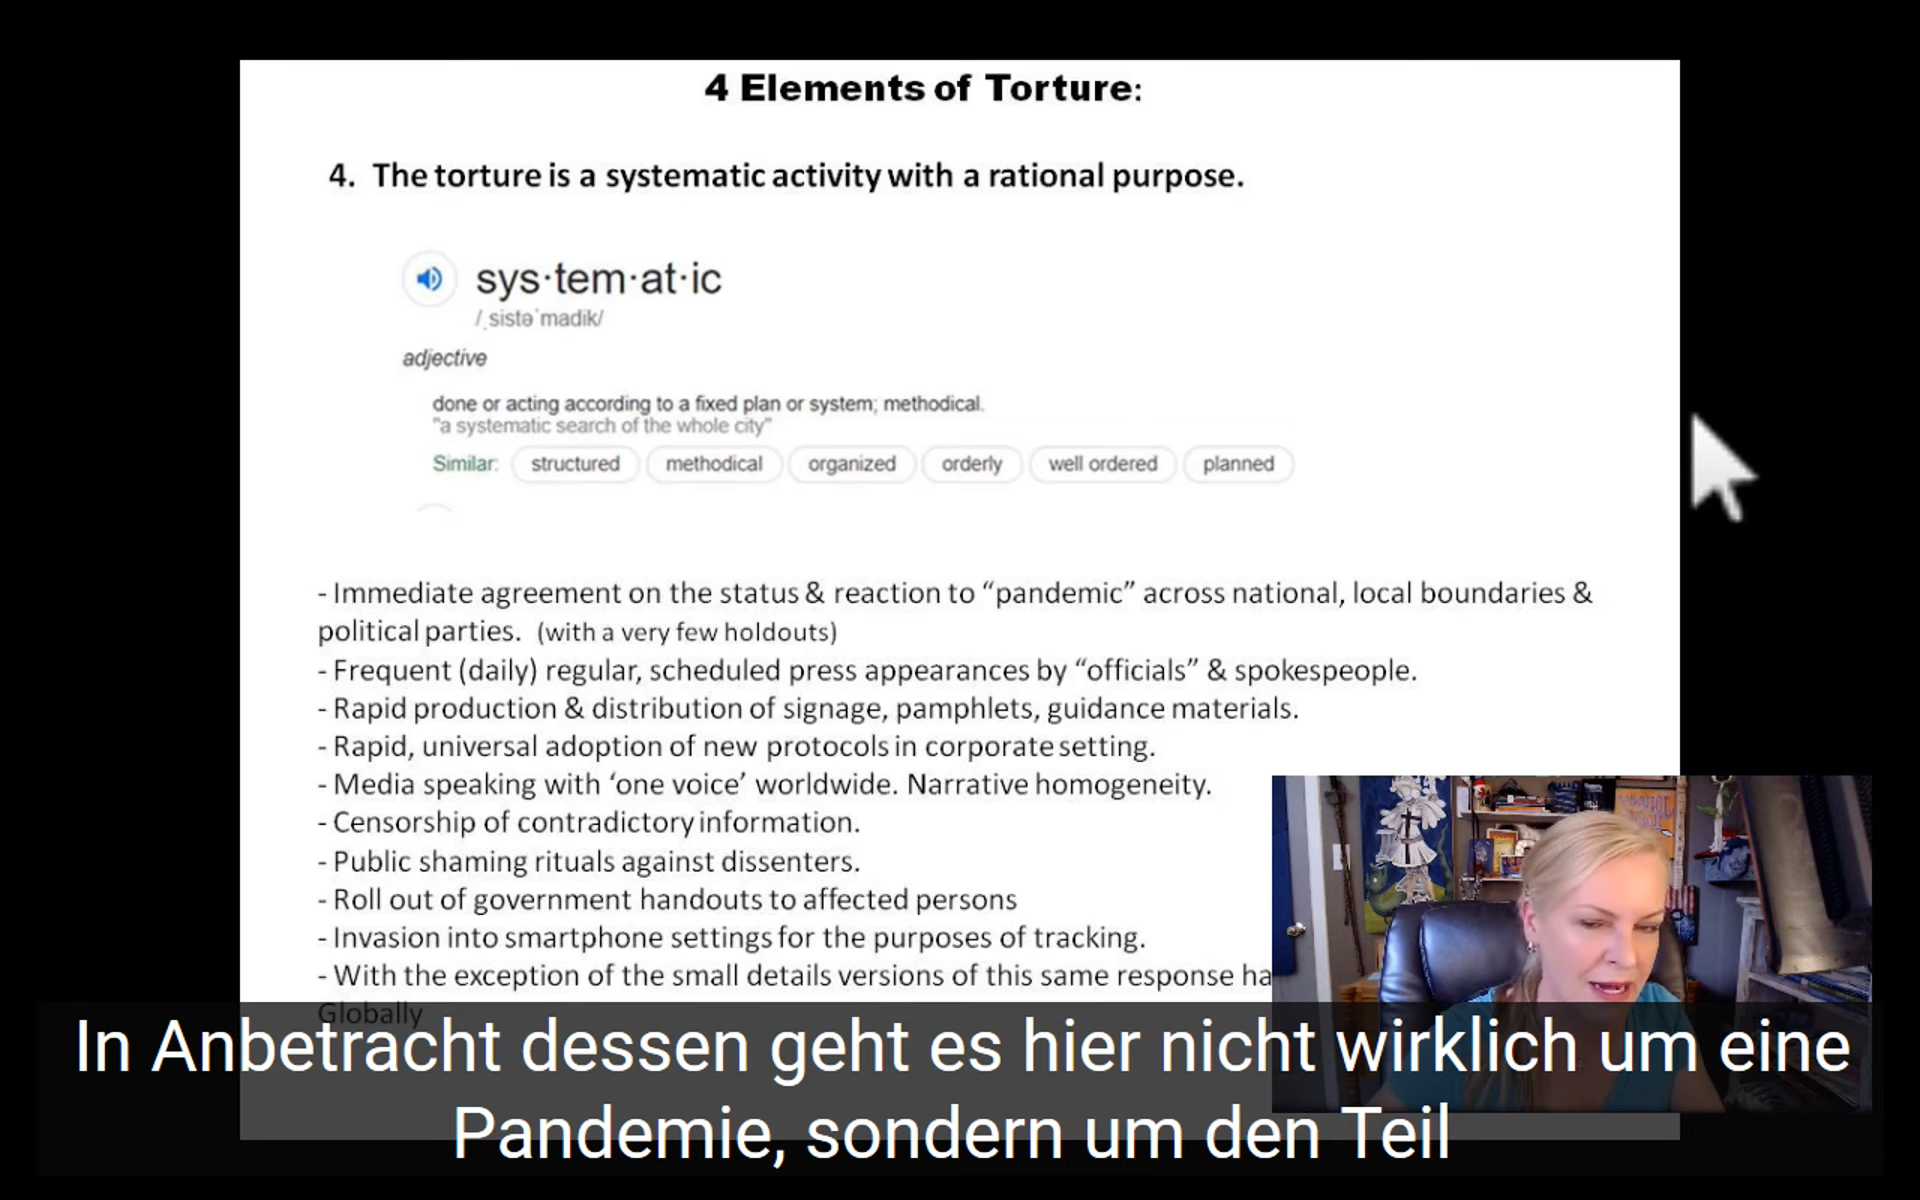 4 Elements of Torture:
4. The torture is a systematic activity with a rational purpose.
sys·tem·at·ic
/ˌsistəˈmadik/
adjective
done or acting according to a fixed plan or system; methodical.
"a systematic search of the whole city"
Similar: structured methodical organized orderly well ordered planned
- Immediate agreement on the status & reaction to “pandemic” across national, local boundaries &
political parties. (with a very few holdouts)
- Frequent (daily) regular, scheduled press appearances by “officials” & spokespeople.
- Rapid production & distribution of signage, pamphlets, guidance materials.
- Rapid, universal adoption of new protocols in corporate setting.
- Media speaking with ‘one voice’ worldwide. Narrative homogeneity.
- Censorship of contradictory information.
- Public shaming rituals against dissenters.
- Roll out of government handouts to affected persons
- Invasion into smartphone settings for the purposes of tracking.
- With the exception of the small details versions of this same response ha
Globally
In Anbetracht dessen geht es hier nicht wirklich um eine
Pandemie, sondern um den Teil